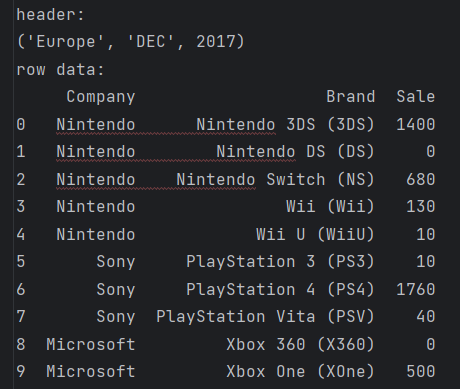 header:
('Europe', 'DEC', 2017)
row data:
Company Brand Sale
0 Nintendo Nintendo 3DS (3DS) 1400
1 Nintendo Nintendo DS (DS) 0
2 Nintendo Nintendo Switch (NS) 680
3 Nintendo Wii (Wii) 130
4 Nintendo Wii U (WiiU) 10
5 Sony PlayStation 3 (PS3) 10
6 Sony PlayStation 4 (PS4) 1760
7 Sony PlayStation Vita (PSV) 40
8 Microsoft Xbox 360 (X360) 0
9 Microsoft Xbox One (XOne) 500